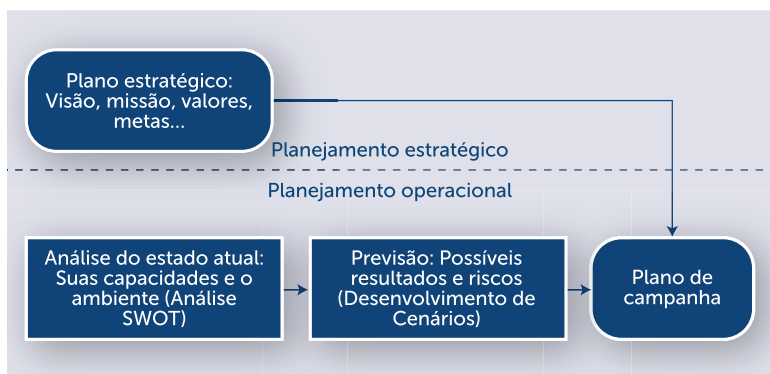 Plano estratégico:
Visão, missão, valores,
metas...
Planejamento estratégico
Planejamento operacional
Análise do estado atual:
Suas capacidades e o
ambiente (Análise
SWOT)
Previsão: Possíveis
resultados e riscos
(Desenvolvimento de
Cenários)
Plano de
campanha